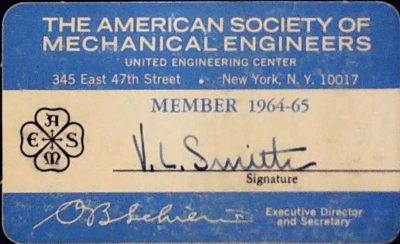 THE AMERICAN SOCIETY OF
MECHANICAL ENGINEERS
UNITED ENGINEERING CENTER
345 East 47th Street • New York, N. Y. 10017
MEMBER 1964-65
A
E S
M
V. L. Smith
Signature
Executive Director
and Secretary